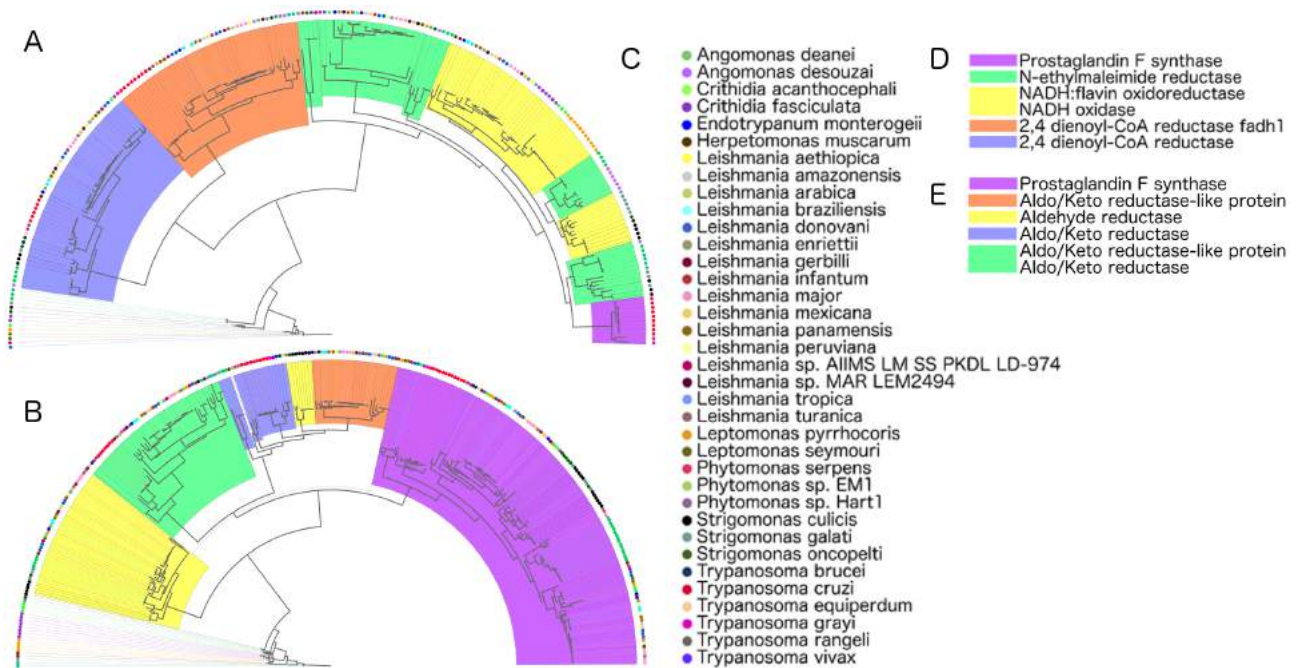 A
B
C
Angomonas deanei
Angomonas desouzai
Crithidia acanthocephali
Crithidia fasciculata
Endotrypanum monterogeii
Herpetomonas muscarum
Leishmania aethiopica
Leishmania amazonensis
Leishmania arabica
Leishmania braziliensis
Leishmania donovani
Leishmania enriettii
Leishmania gerbilli
Leishmania infantum
Leishmania major
Leishmania mexicana
Leishmania panamensis
Leishmania peruviana
Leishmania sp. AIIMS LM SS PKDL LD-974
Leishmania sp. MAR LEM2494
Leishmania tropica
Leishmania turanica
Leptomonas pyrrhocoris
Leptomonas seymouri
Phytomonas serpens
Phytomonas sp. EM1
Phytomonas sp. Hart1
Strigomonas culicis
Strigomonas galati
Strigomonas oncopelti
Trypanosoma brucei
Trypanosoma cruzi
Trypanosoma equiperdum
Trypanosoma grayi
Trypanosoma rangeli
Trypanosoma vivax
D
Prostaglandin F synthase
N-ethylmaleimide reductase
NADH:flavin oxidoreductase
NADH oxidase
2,4 dienoyl-CoA reductase fadh1
2,4 dienoyl-CoA reductase
E
Prostaglandin F synthase
Aldo/Keto reductase-like protein
Aldehyde reductase
Aldo/Keto reductase
Aldo/Keto reductase-like protein
Aldo/Keto reductase